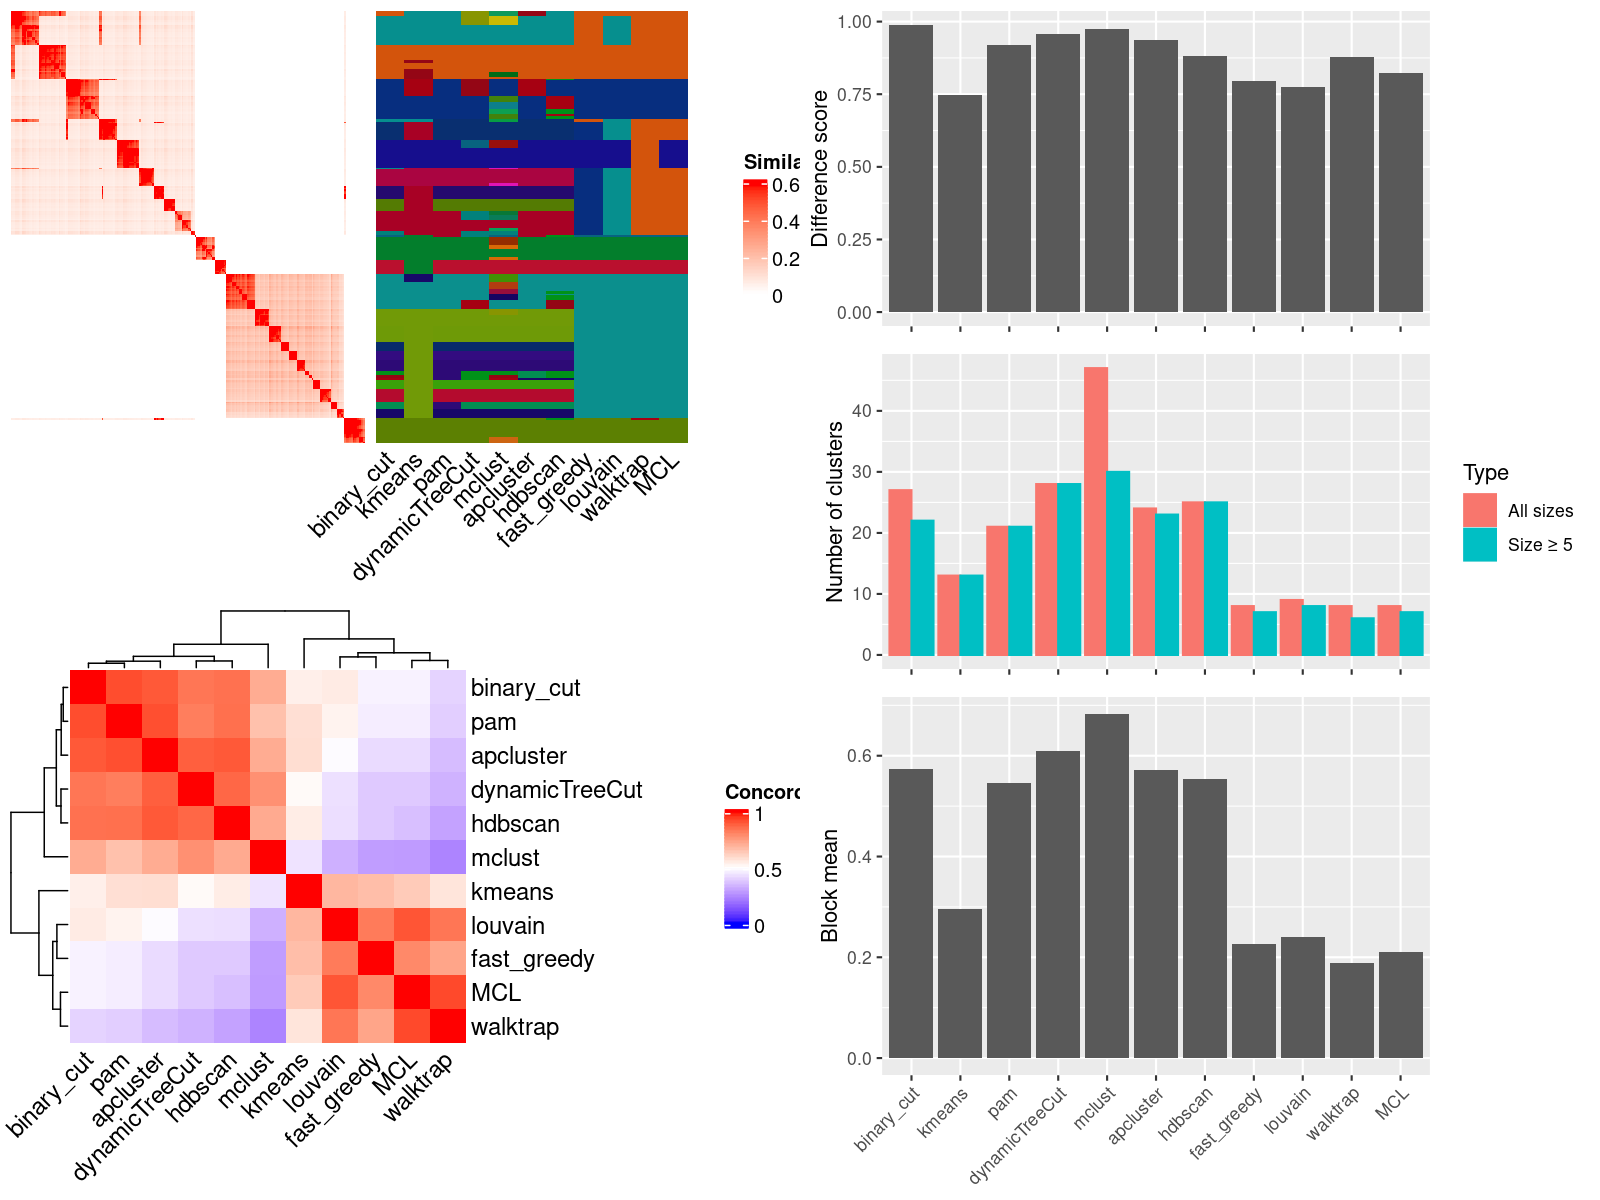 Simila
0.6
0.4
0.2
0
binary_cut
kmeans
pam
dynamicTreeCut
mclust
apcluster
hdbscan
fast_greedy
louvain
walktrap
MCL
binary_cut
pam
apcluster
dynamicTreeCut
hdbscan
mclust
kmeans
louvain
fast_greedy
MCL
walktrap
Concord
1
0.5
0
binary_cut
pam
apcluster
dynamicTreeCut
hdbscan
mclust
kmeans
louvain
fast_greedy
MCL
walktrap
Difference score
1.00
0.75
0.50
0.25
0.00
Number of clusters
40
30
20
10
0
Type
All sizes
Size ≥ 5
Block mean
0.6
0.4
0.2
0.0
binary_cut
kmeans
pam
dynamicTreeCut
mclust
apcluster
hdbscan
fast_greedy
louvain
walktrap
MCL